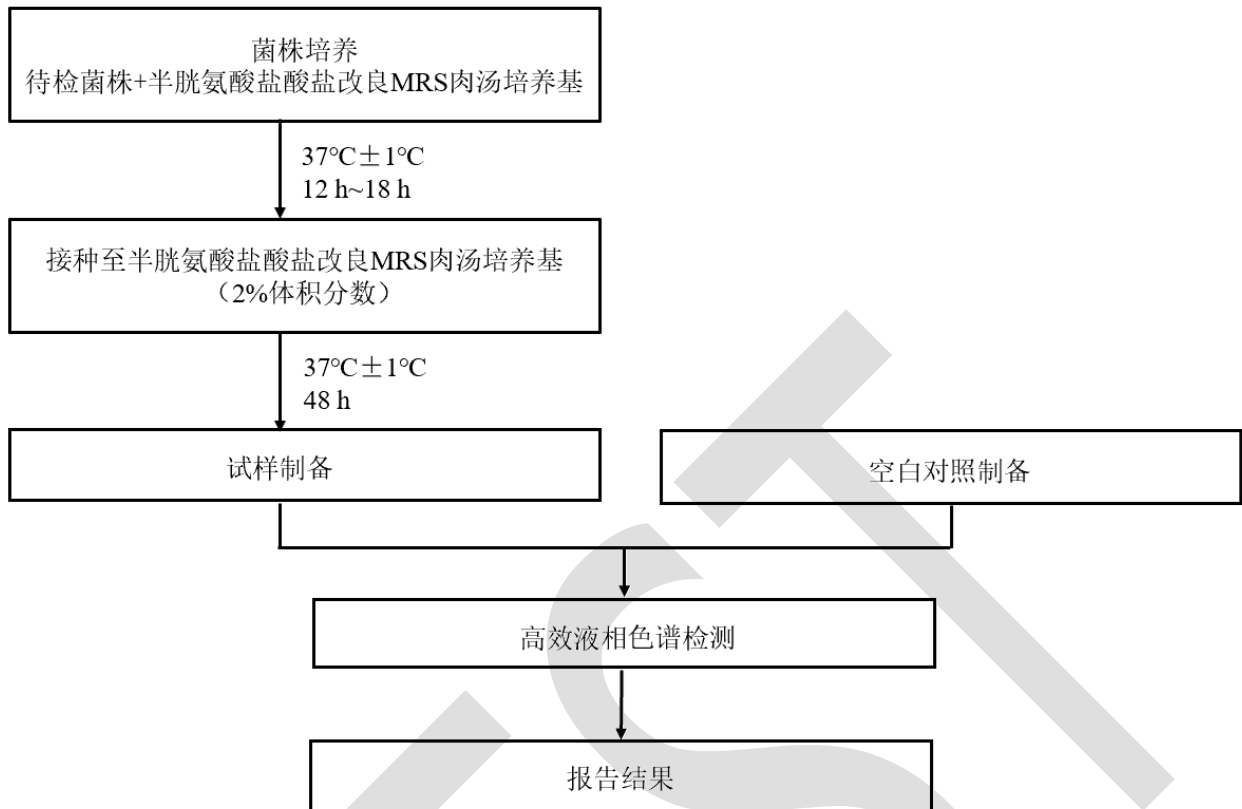 菌株培养
待检菌株+半胱氨酸盐酸盐改良MRS肉汤培养基
37℃±1℃
12 h~18 h
接种至半胱氨酸盐酸盐改良MRS肉汤培养基
（2%体积分数）
37℃±1℃
48 h
试样制备
空白对照制备
高效液相色谱检测
报告结果